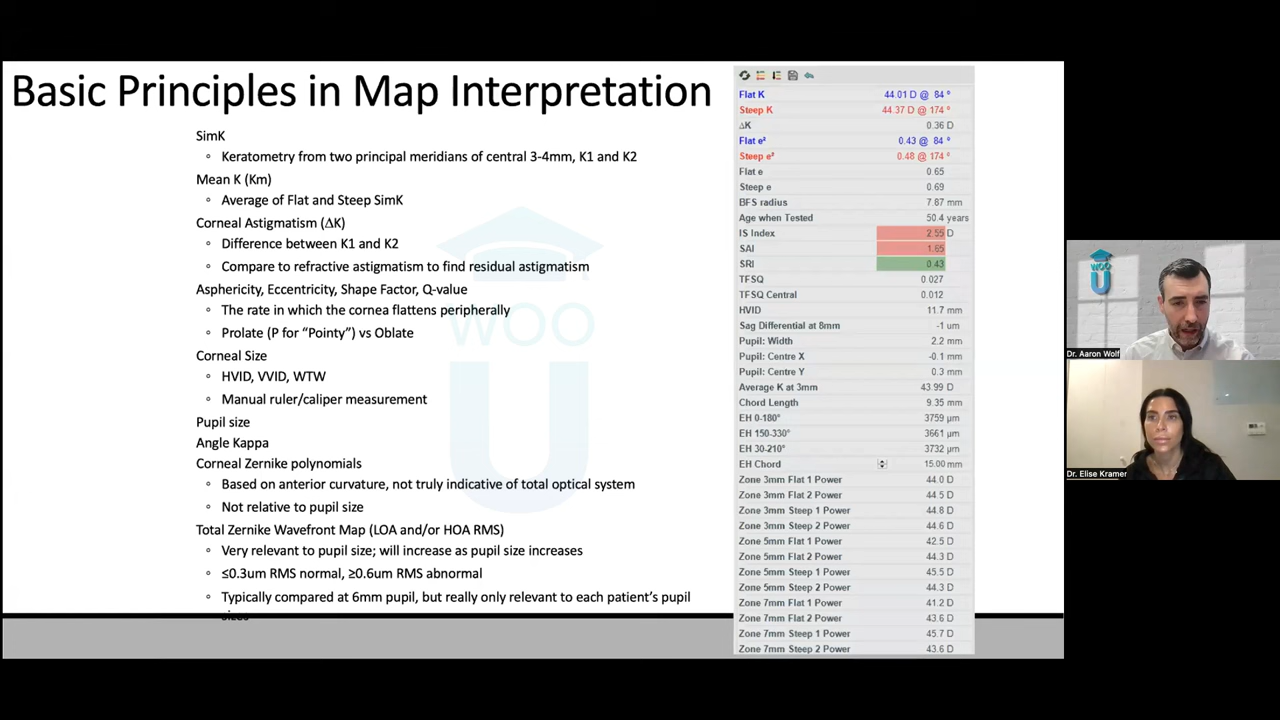 Basic Principles in Map Interpretation
SimK
◦ Keratometry from two principal meridians of central 3-4mm, K1 and K2
Mean K (Km)
◦ Average of Flat and Steep SimK
Corneal Astigmatism (ΔK)
◦ Difference between K1 and K2
◦ Compare to refractive astigmatism to find residual astigmatism
Asphericity, Eccentricity, Shape Factor, Q-value
◦ The rate in which the cornea flattens peripherally
◦ Prolate (P for “Pointy”) vs Oblate
Corneal Size
◦ HVID, VVID, WTW
◦ Manual ruler/caliper measurement
Pupil size
Angle Kappa
Corneal Zernike polynomials
◦ Based on anterior curvature, not truly indicative of total optical system
◦ Not relative to pupil size
Total Zernike Wavefront Map (LOA and/or HOA RMS)
◦ Very relevant to pupil size; will increase as pupil size increases
◦ ≤0.3um RMS normal, ≥0.6um RMS abnormal
◦ Typically compared at 6mm pupil, but really only relevant to each patient’s pupil
WOO
U
Flat K 44.01 D @ 84 °
Steep K 44.37 D @ 174 °
ΔK 0.36 D
Flat e² 0.43 @ 84 °
Steep e² 0.48 @ 174 °
Flat e 0.65
Steep e 0.69
BFS radius 7.87 mm
Age when Tested 50.4 years
IS Index 2.55 D
SAI 1.65
SRI 0.43
TFSQ 0.027
TFSQ Central 0.012
HVID 11.7 mm
Sag Differential at 8mm -1 um
Pupil: Width 2.2 mm
Pupil: Centre X -0.1 mm
Pupil: Centre Y 0.3 mm
Average K at 3mm 43.99 D
Chord Length 9.35 mm
EH 0-180° 3759 µm
EH 150-330° 3661 µm
EH 30-210° 3732 µm
EH Chord 15.00 mm
Zone 3mm Flat 1 Power 44.0 D
Zone 3mm Flat 2 Power 44.5 D
Zone 3mm Steep 1 Power 44.8 D
Zone 3mm Steep 2 Power 44.6 D
Zone 5mm Flat 1 Power 42.5 D
Zone 5mm Flat 2 Power 44.3 D
Zone 5mm Steep 1 Power 45.5 D
Zone 5mm Steep 2 Power 44.3 D
Zone 7mm Flat 1 Power 41.2 D
Zone 7mm Flat 2 Power 43.6 D
Zone 7mm Steep 1 Power 45.7 D
Zone 7mm Steep 2 Power 43.6 D
WOO
U
Dr. Aaron Wolf
Dr. Elise Kramer